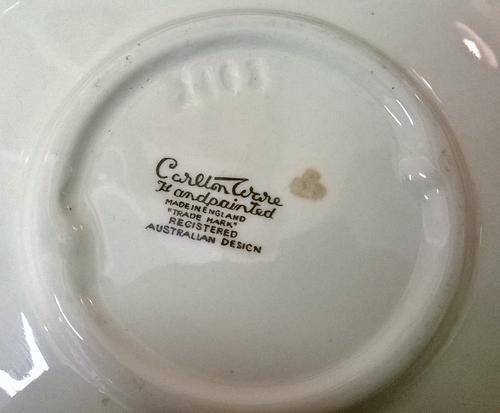 Carlton Ware
Handpainted
MADE IN ENGLAND
"TRADE MARK"
REGISTERED
AUSTRALIAN DESIGN